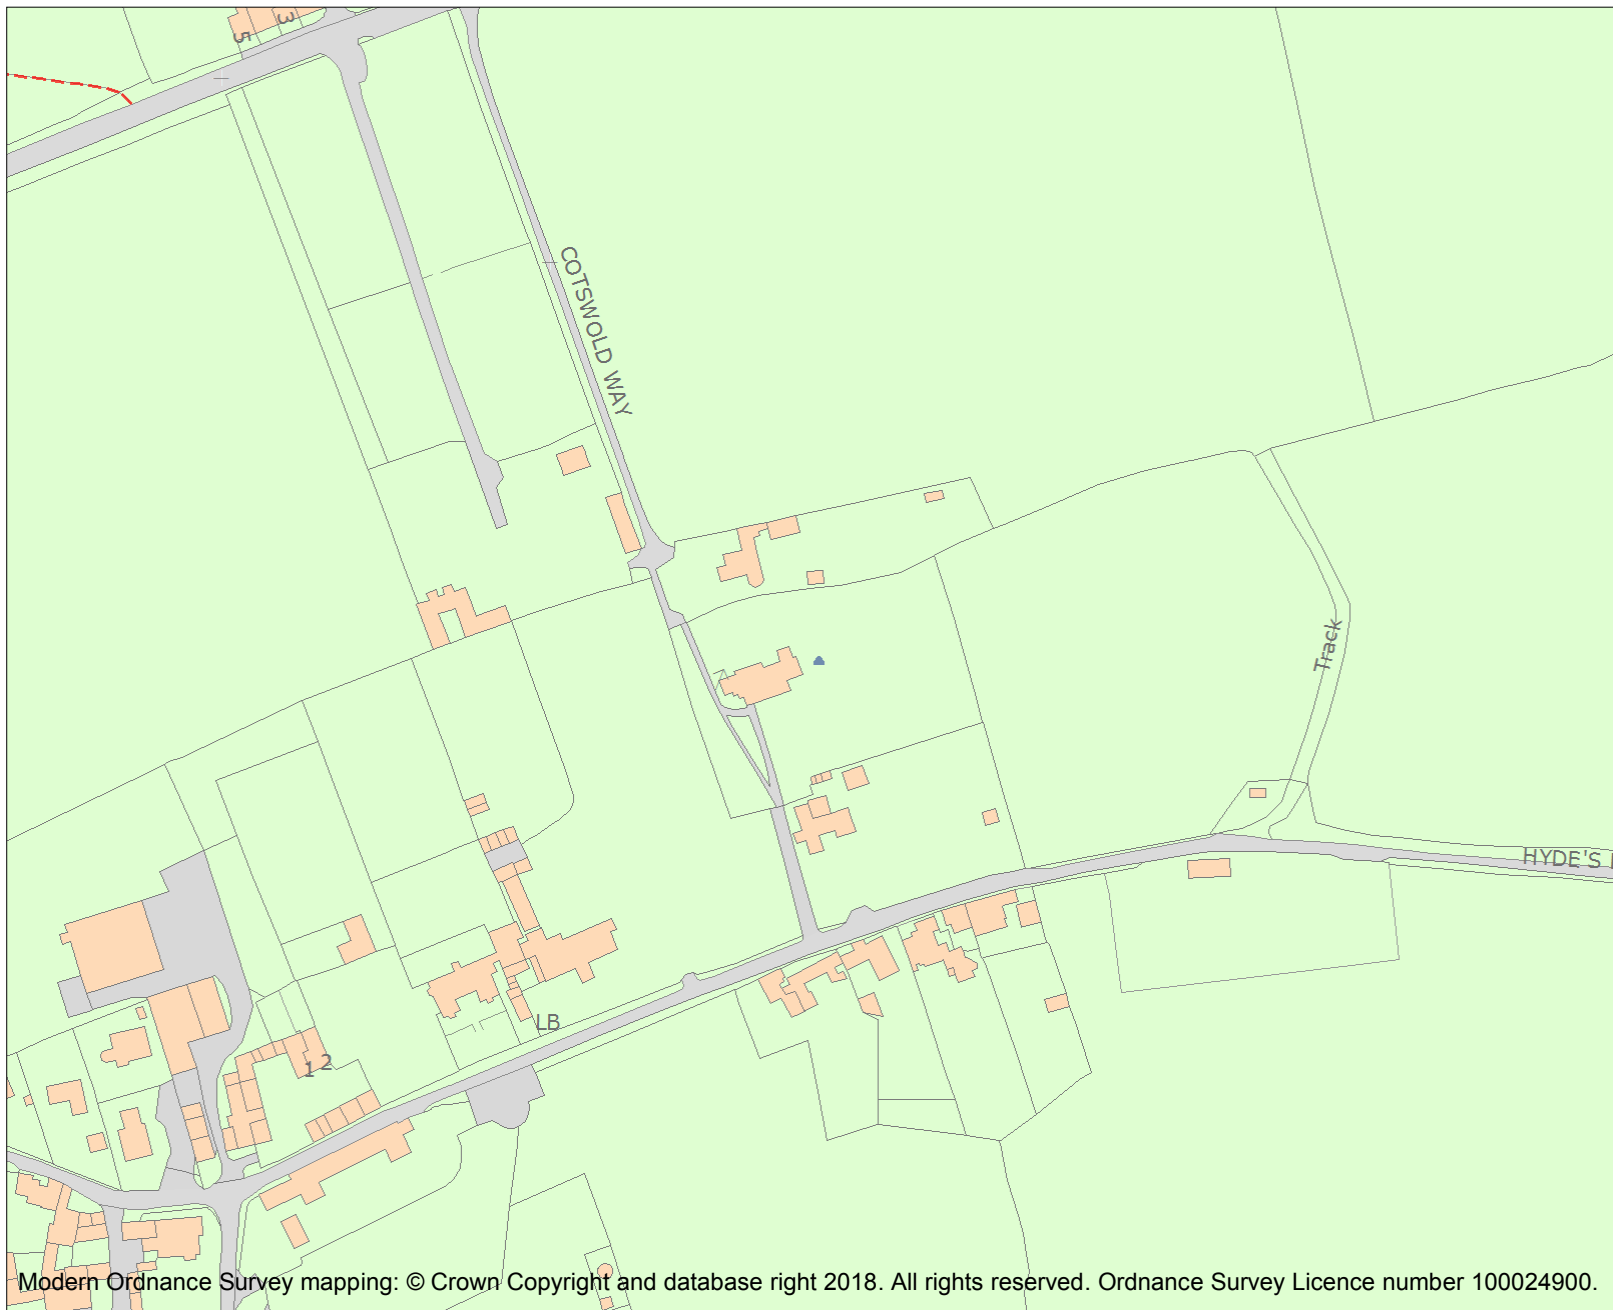 3
5
COTSWOLD WAY
Track
HYDE'S
LB
1 2
Modern Ordnance Survey mapping: © Crown Copyright and database right 2018. All rights reserved. Ordnance Survey Licence number 100024900.